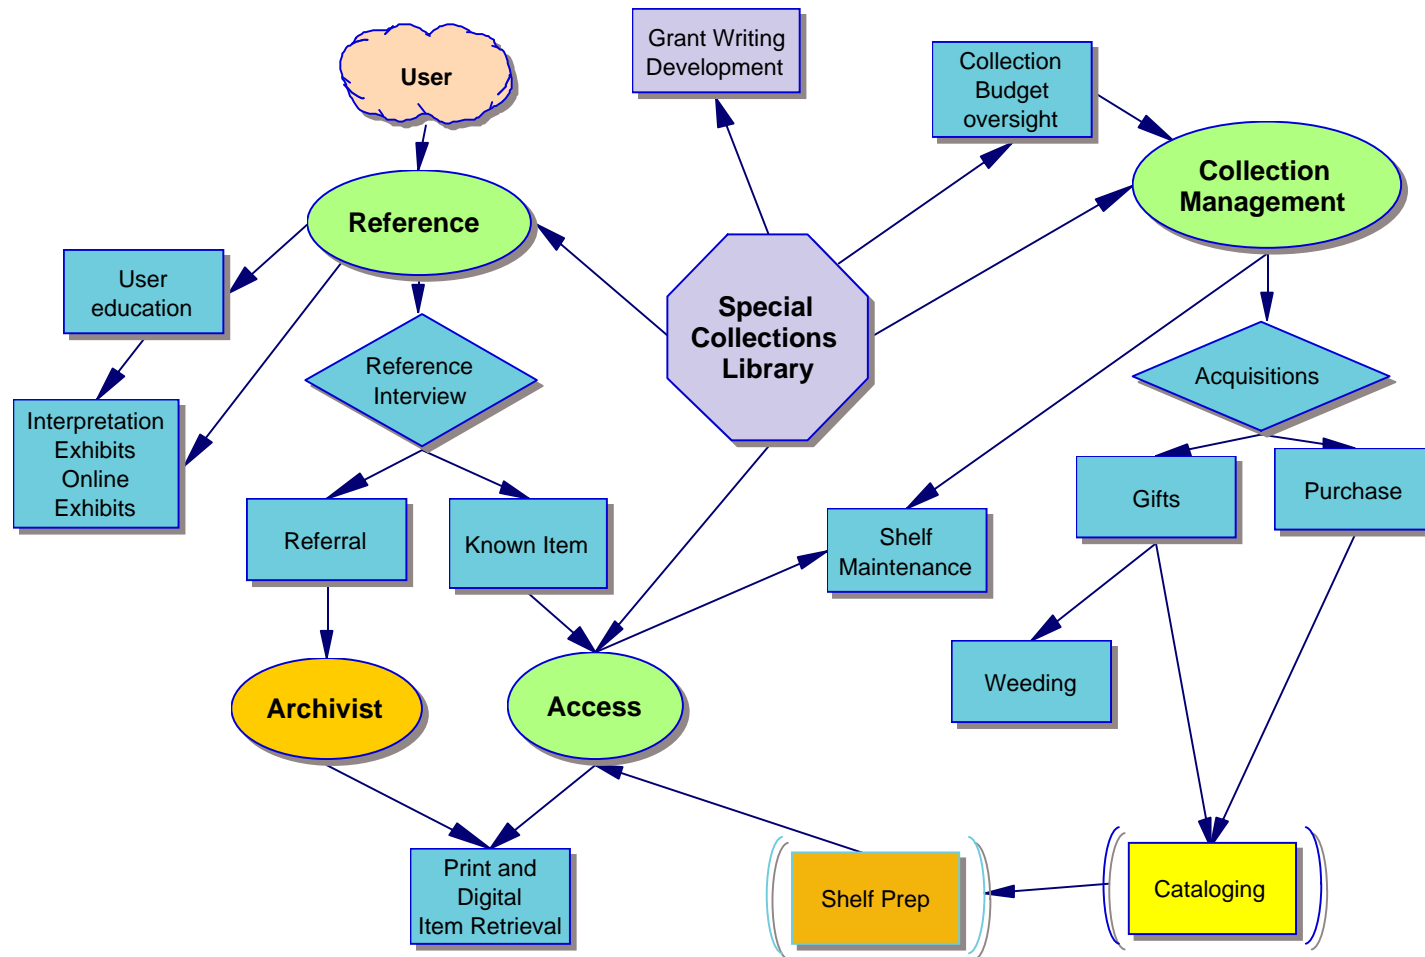 User
Grant Writing
Development
Collection
Budget
oversight
Collection
Management
Reference
User
education
Special
Collections
Library
Reference
Interview
Acquisitions
Interpretation
Exhibits
Online
Exhibits
Referral
Known Item
Shelf
Maintenance
Gifts
Purchase
Weeding
Archivist
Access
Print and
Digital
Item Retrieval
Shelf Prep
Cataloging